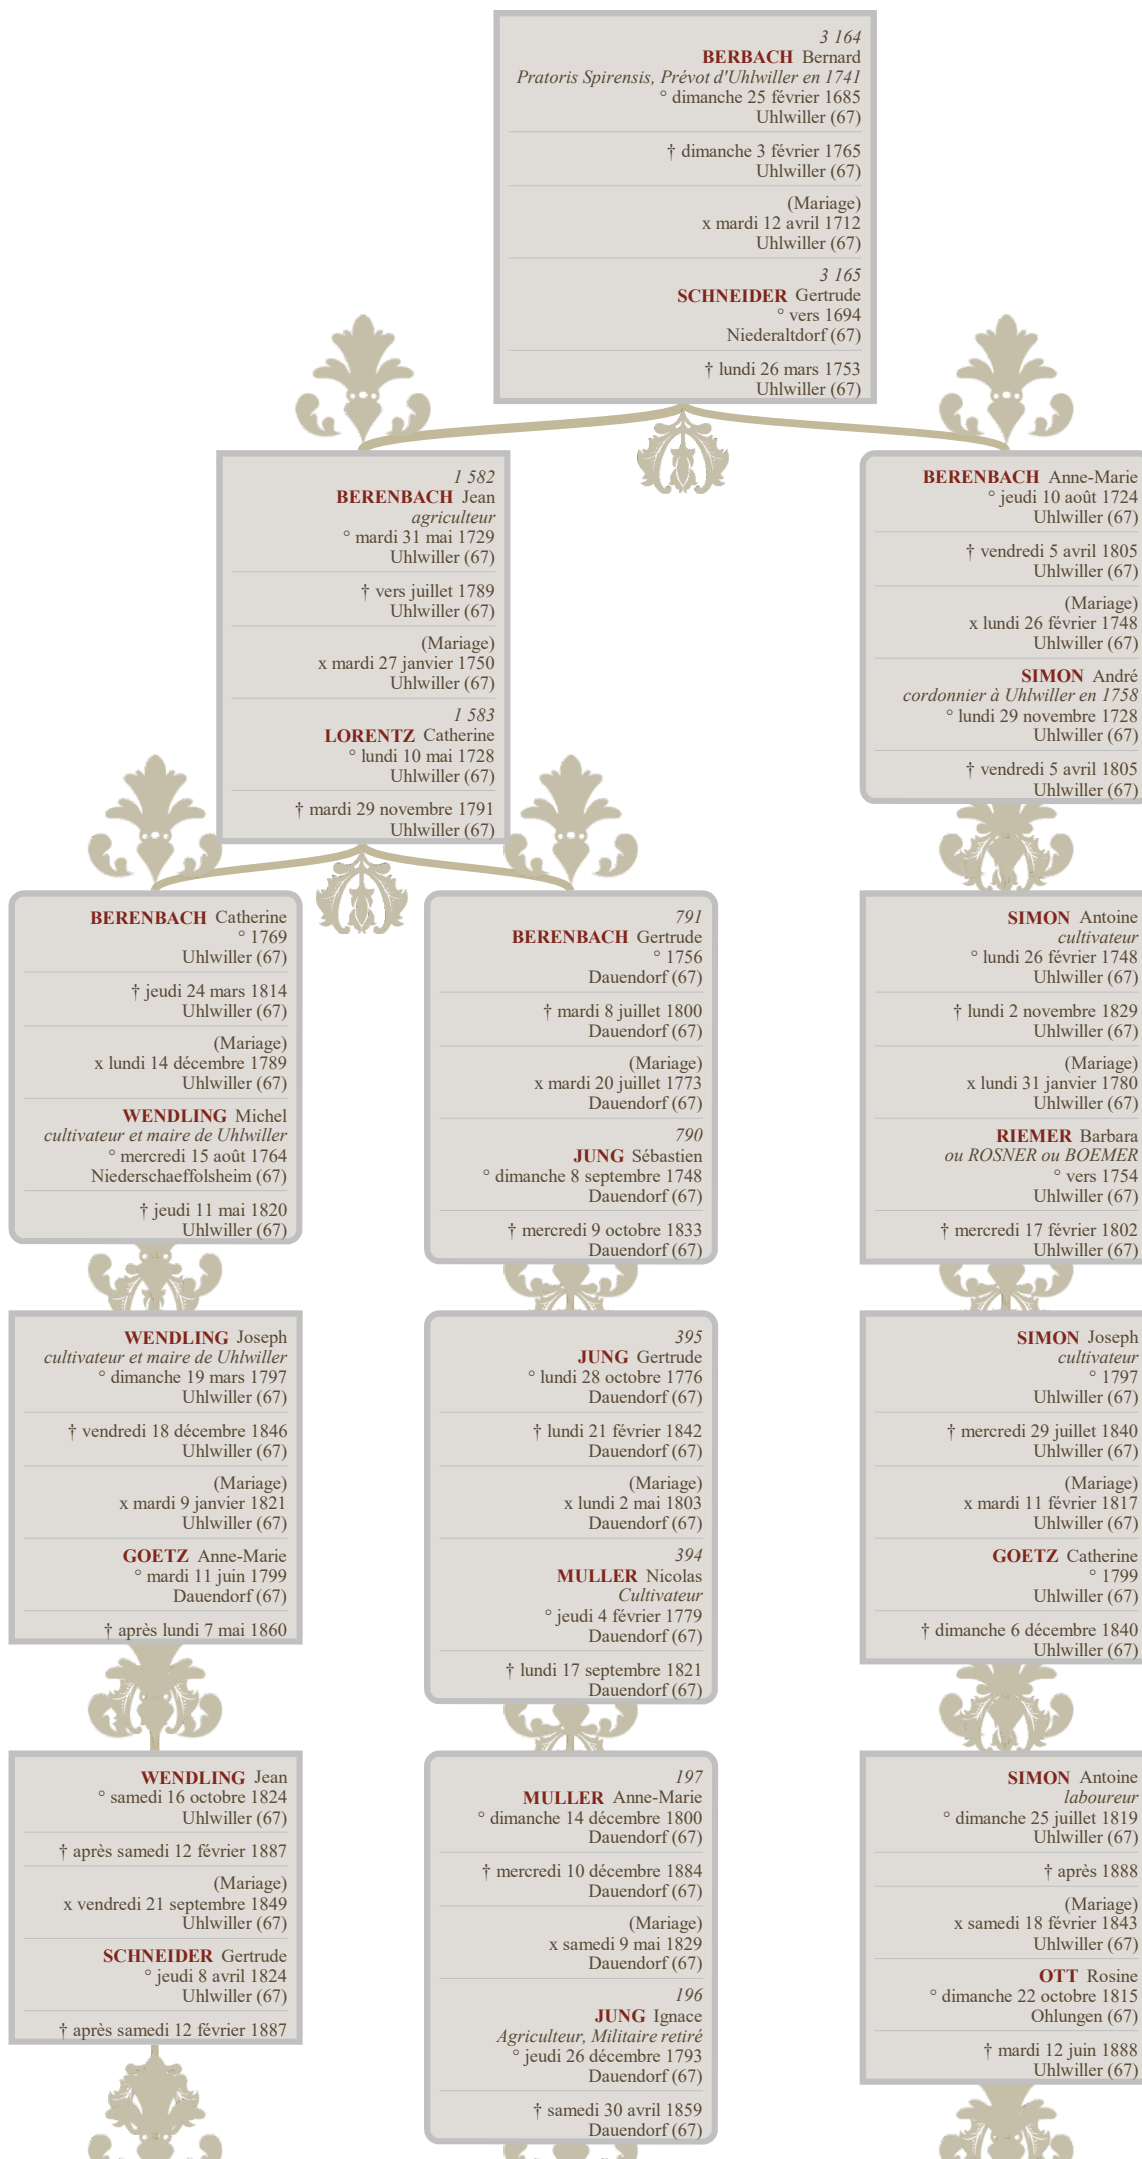 3 164
BERBACH Bernard
Pratoris Spirensis, Prévot d'Uhlwiller en 1741
° dimanche 25 février 1685
Uhlwiller (67)
† dimanche 3 février 1765
Uhlwiller (67)
(Mariage)
x mardi 12 avril 1712
Uhlwiller (67)
3 165
SCHNEIDER Gertrude
° vers 1694
Niederaltdorf (67)
† lundi 26 mars 1753
Uhlwiller (67)
1 582
BERENBACH Jean
agriculteur
° mardi 31 mai 1729
Uhlwiller (67)
† vers juillet 1789
Uhlwiller (67)
(Mariage)
x mardi 27 janvier 1750
Uhlwiller (67)
1 583
LORENTZ Catherine
° lundi 10 mai 1728
Uhlwiller (67)
† mardi 29 novembre 1791
Uhlwiller (67)
BERENBACH Anne-Marie
° jeudi 10 août 1724
Uhlwiller (67)
† vendredi 5 avril 1805
Uhlwiller (67)
(Mariage)
x lundi 26 février 1748
Uhlwiller (67)
SIMON André
cordonnier à Uhlwiller en 1758
° lundi 29 novembre 1728
Uhlwiller (67)
† vendredi 5 avril 1805
Uhlwiller (67)
BERENBACH Catherine
° 1769
Uhlwiller (67)
† jeudi 24 mars 1814
Uhlwiller (67)
(Mariage)
x lundi 14 décembre 1789
Uhlwiller (67)
WENDLING Michel
cultivateur et maire de Uhlwiller
° mercredi 15 août 1764
Niederschaeffolsheim (67)
† jeudi 11 mai 1820
Uhlwiller (67)
791
BERENBACH Gertrude
° 1756
Dauendorf (67)
† mardi 8 juillet 1800
Dauendorf (67)
(Mariage)
x mardi 20 juillet 1773
Dauendorf (67)
790
JUNG Sébastien
° dimanche 8 septembre 1748
Dauendorf (67)
† mercredi 9 octobre 1833
Dauendorf (67)
SIMON Antoine
cultivateur
° lundi 26 février 1748
Uhlwiller (67)
† lundi 2 novembre 1829
Uhlwiller (67)
(Mariage)
x lundi 31 janvier 1780
Uhlwiller (67)
RIEMER Barbara
ou ROSNER ou BOEMER
° vers 1754
Uhlwiller (67)
† mercredi 17 février 1802
Uhlwiller (67)
WENDLING Joseph
cultivateur et maire de Uhlwiller
° dimanche 19 mars 1797
Uhlwiller (67)
† vendredi 18 décembre 1846
Uhlwiller (67)
(Mariage)
x mardi 9 janvier 1821
Uhlwiller (67)
GOETZ Anne-Marie
° mardi 11 juin 1799
Dauendorf (67)
† après lundi 7 mai 1860
395
JUNG Gertrude
° lundi 28 octobre 1776
Dauendorf (67)
† lundi 21 février 1842
Dauendorf (67)
(Mariage)
x lundi 2 mai 1803
Dauendorf (67)
394
MULLER Nicolas
Cultivateur
° jeudi 4 février 1779
Dauendorf (67)
† lundi 17 septembre 1821
Dauendorf (67)
SIMON Joseph
cultivateur
° 1797
Uhlwiller (67)
† mercredi 29 juillet 1840
Uhlwiller (67)
(Mariage)
x mardi 11 février 1817
Uhlwiller (67)
GOETZ Catherine
° 1799
Uhlwiller (67)
† dimanche 6 décembre 1840
Uhlwiller (67)
WENDLING Jean
° samedi 16 octobre 1824
Uhlwiller (67)
† après samedi 12 février 1887
(Mariage)
x vendredi 21 septembre 1849
Uhlwiller (67)
SCHNEIDER Gertrude
° jeudi 8 avril 1824
Uhlwiller (67)
† après samedi 12 février 1887
197
MULLER Anne-Marie
° dimanche 14 décembre 1800
Dauendorf (67)
† mercredi 10 décembre 1884
Dauendorf (67)
(Mariage)
x samedi 9 mai 1829
Dauendorf (67)
196
JUNG Ignace
Agriculteur, Militaire retiré
° jeudi 26 décembre 1793
Dauendorf (67)
† samedi 30 avril 1859
Dauendorf (67)
SIMON Antoine
laboureur
° dimanche 25 juillet 1819
Uhlwiller (67)
† après 1888
(Mariage)
x samedi 18 février 1843
Uhlwiller (67)
OTT Rosine
° dimanche 22 octobre 1815
Ohlungen (67)
† mardi 12 juin 1888
Uhlwiller (67)